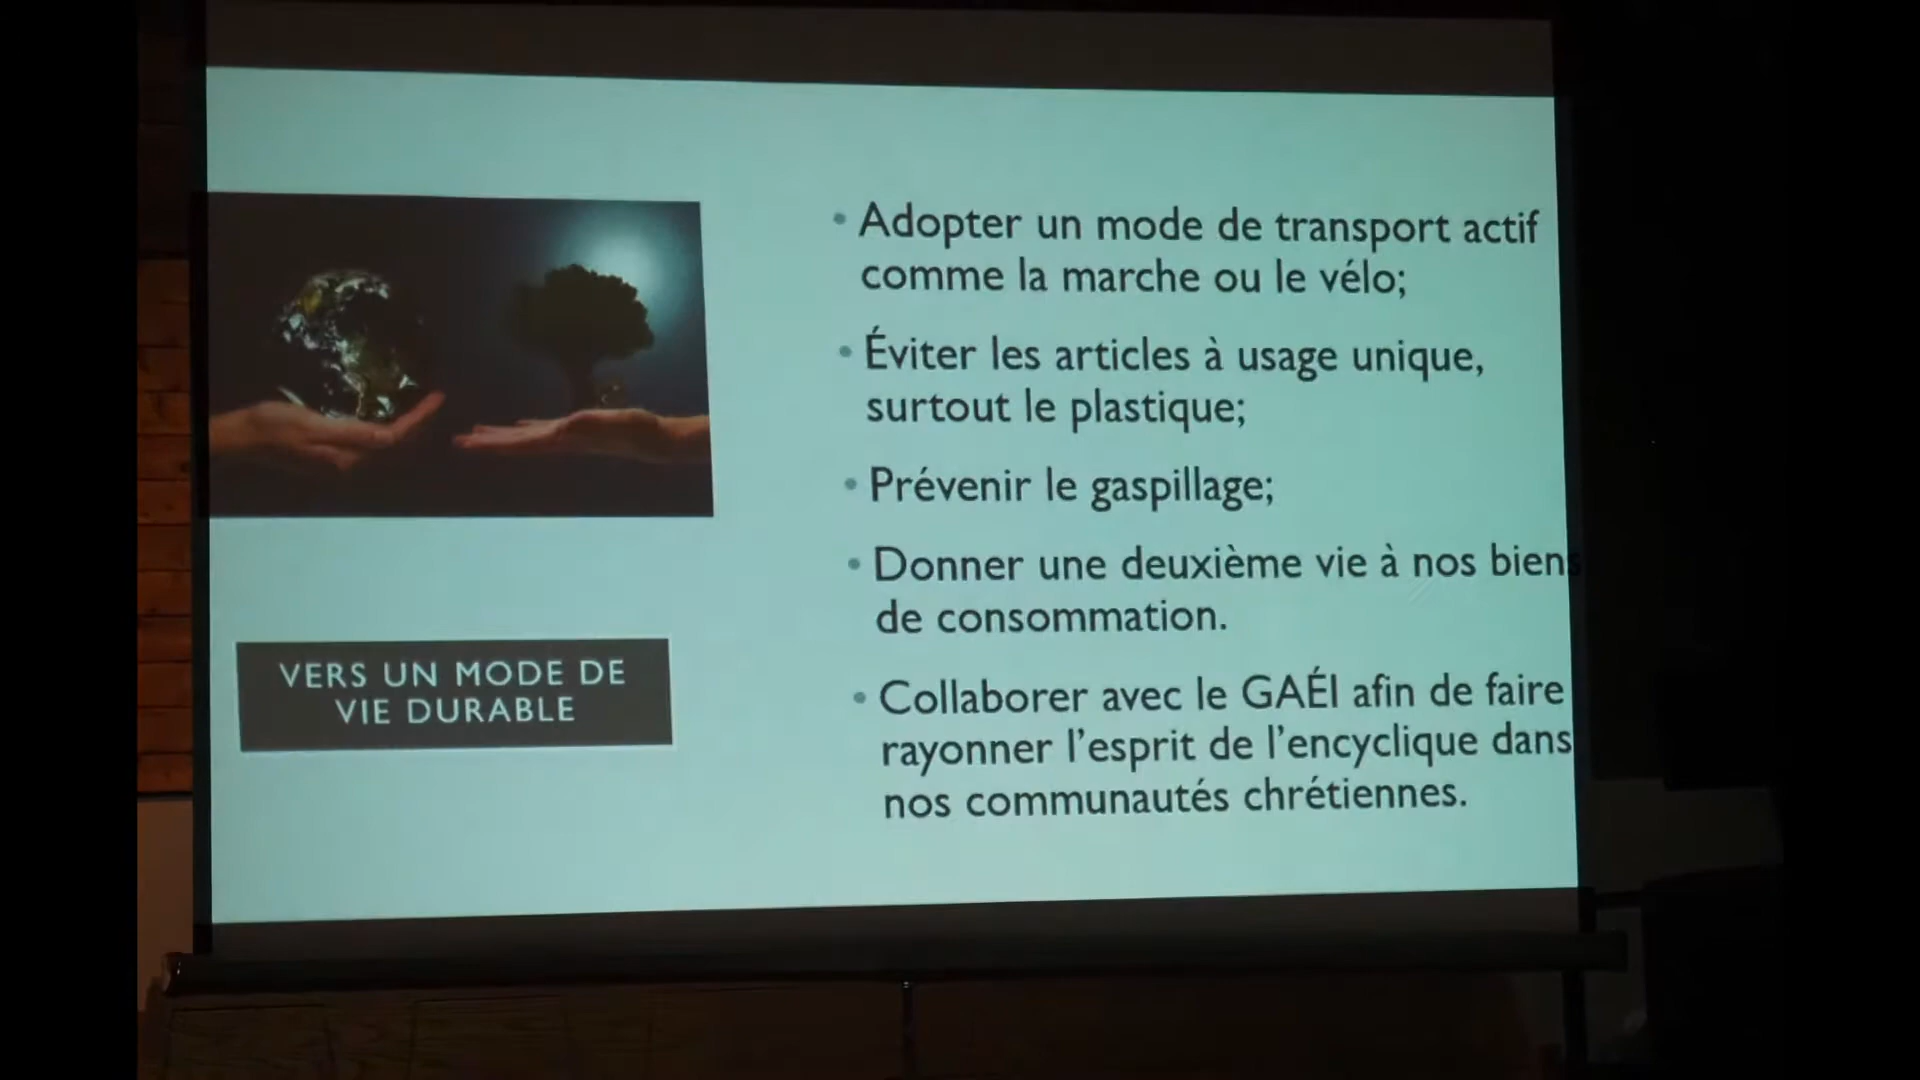 • Adopter un mode de transport actif
comme la marche ou le vélo;
• Éviter les articles à usage unique,
surtout le plastique;
• Prévenir le gaspillage;
• Donner une deuxième vie à nos biens
de consommation.
• Collaborer avec le GAÉI afin de faire
rayonner l'esprit de l'encyclique dans
nos communautés chrétiennes.
VERS UN MODE DE
VIE DURABLE